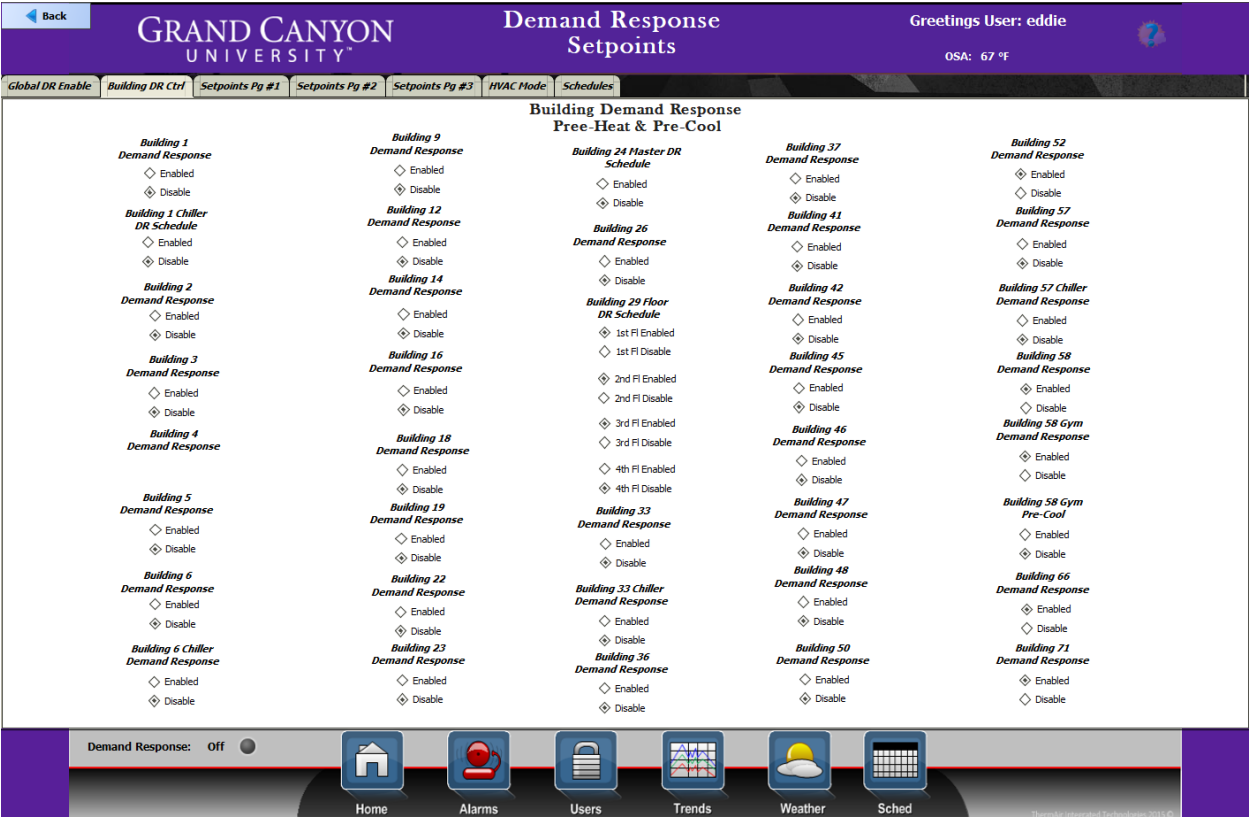 Back
GRAND CANYON
UNIVERSITY™
Demand Response
Setpoints
Greetings User: eddie
OSA: 67 ºF
?
Global DR Enable
Building DR Ctrl
Setpoints Pg #1
Setpoints Pg #2
Setpoints Pg #3
HVAC Mode
Schedules
Building Demand Response
Pree-Heat & Pre-Cool
Building 1
Demand Response
Enabled
Disable
Building 1 Chiller
DR Schedule
Enabled
Disable
Building 2
Demand Response
Enabled
Disable
Building 3
Demand Response
Enabled
Disable
Building 4
Demand Response
Building 5
Demand Response
Enabled
Disable
Building 6
Demand Response
Enabled
Disable
Building 6 Chiller
Demand Response
Enabled
Disable
Building 9
Demand Response
Enabled
Disable
Building 12
Demand Response
Enabled
Disable
Building 14
Demand Response
Enabled
Disable
Building 16
Demand Response
Enabled
Disable
Building 18
Demand Response
Enabled
Disable
Building 19
Demand Response
Enabled
Disable
Building 22
Demand Response
Enabled
Disable
Building 23
Demand Response
Enabled
Disable
Building 24 Master DR
Schedule
Enabled
Disable
Building 26
Demand Response
Enabled
Disable
Building 29 Floor
DR Schedule
1st Fl Enabled
1st Fl Disable
2nd Fl Enabled
2nd Fl Disable
3rd Fl Enabled
3rd Fl Disable
4th Fl Enabled
4th Fl Disable
Building 33
Demand Response
Enabled
Disable
Building 33 Chiller
Demand Response
Enabled
Disable
Building 36
Demand Response
Enabled
Disable
Building 37
Demand Response
Enabled
Disable
Building 41
Demand Response
Enabled
Disable
Building 42
Demand Response
Enabled
Disable
Building 45
Demand Response
Enabled
Disable
Building 46
Demand Response
Enabled
Disable
Building 47
Demand Response
Enabled
Disable
Building 48
Demand Response
Enabled
Disable
Building 50
Demand Response
Enabled
Disable
Building 52
Demand Response
Enabled
Disable
Building 57
Demand Response
Enabled
Disable
Building 57 Chiller
Demand Response
Enabled
Disable
Building 58
Demand Response
Enabled
Disable
Building 58 Gym
Demand Response
Enabled
Disable
Building 58 Gym
Pre-Cool
Enabled
Disable
Building 66
Demand Response
Enabled
Disable
Building 71
Demand Response
Enabled
Disable
Demand Response: Off
Home
Alarms
Users
Trends
Weather
Sched
Integrated Technologies 2015 ©